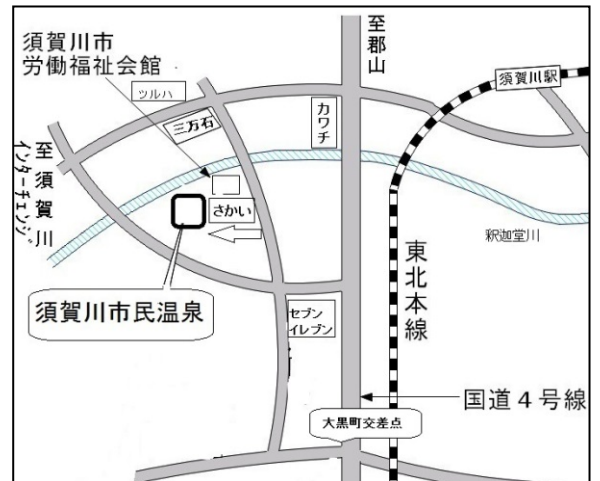 須賀川市
労働福祉会館
至郡山
須賀川駅
ツルハ
三万石
カワチ
至須賀川
インターチェンジ
さかい
釈迦堂川
東北本線
須賀川市民温泉
セブン
イレブン
国道４号線
大黒町交差点